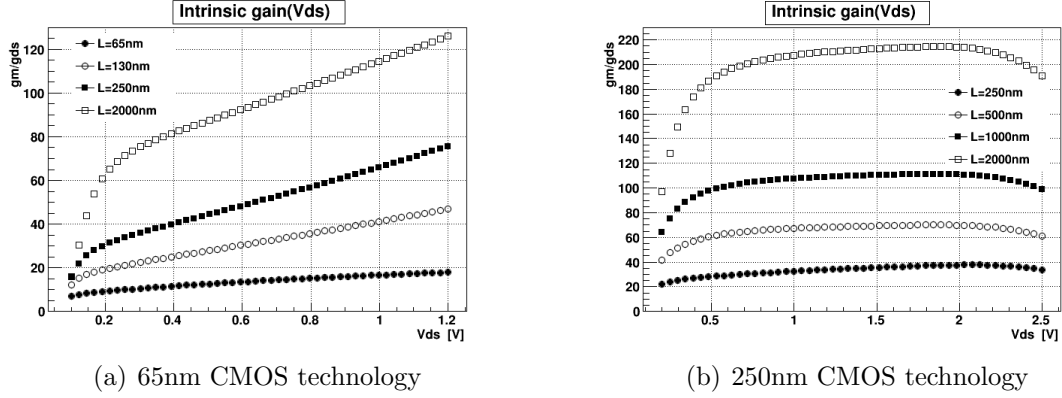 Intrinsic gain(Vds)
gm/gds
120
100
80
60
40
20
0
L=65nm
L=130nm
L=250nm
L=2000nm
0.2 0.4 0.6 0.8 1 1.2
Vds [V]
(a) 65nm CMOS technology
Intrinsic gain(Vds)
gm/gds
220
200
180
160
140
120
100
80
60
40
20
0
L=250nm
L=500nm
L=1000nm
L=2000nm
0.5 1 1.5 2 2.5
Vds [V]
(b) 250nm CMOS technology